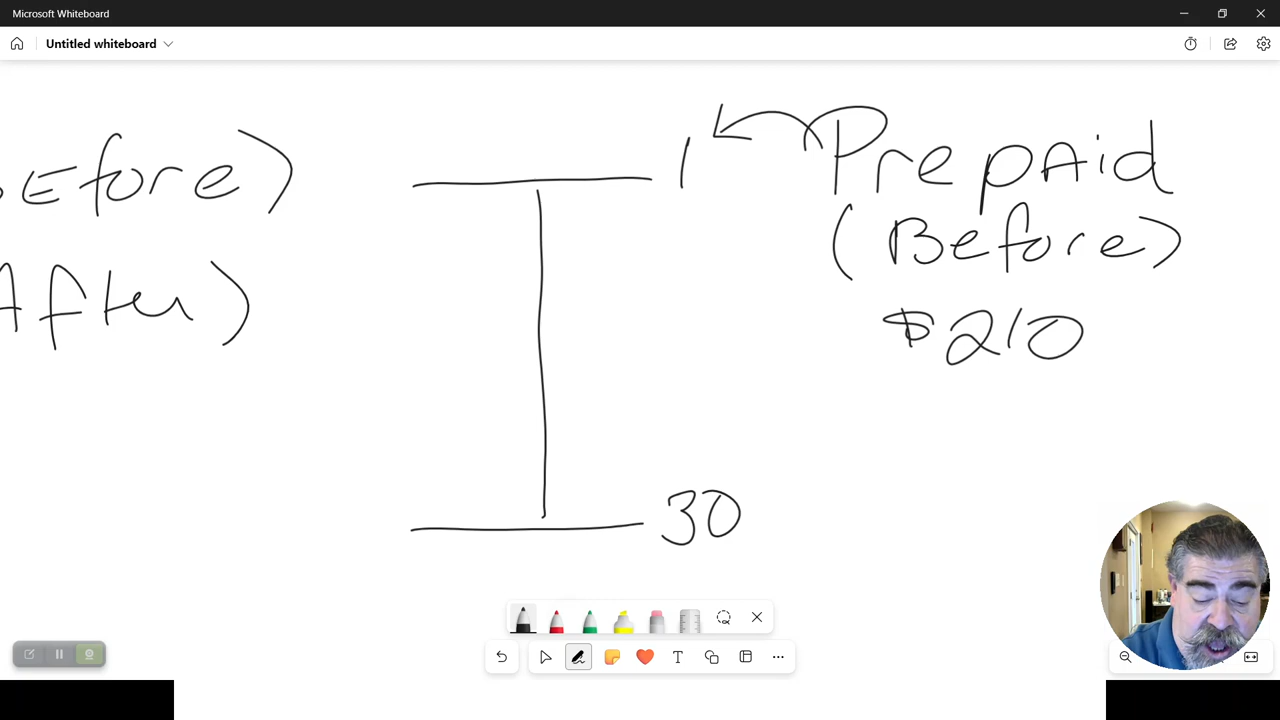 Microsoft Whiteboard
Untitled whiteboard
1 Prepaid
efore) (Before)
After) $210
30
T